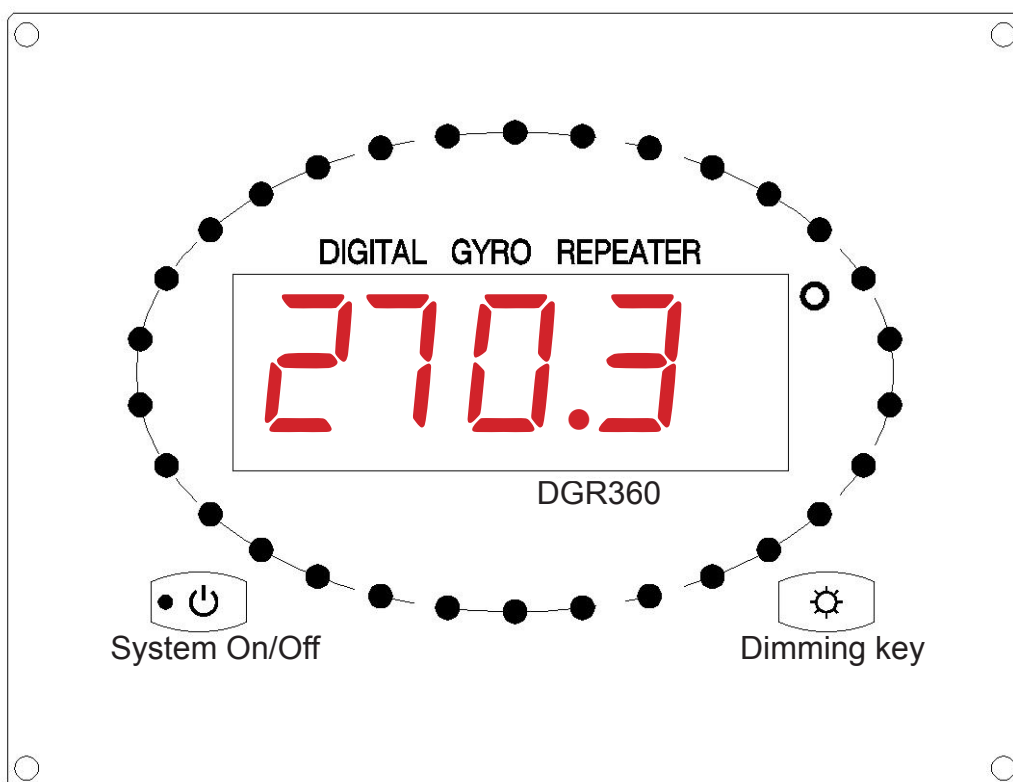 DIGITAL GYRO REPEATER
270.3
DGR360
System On/Off
Dimming key